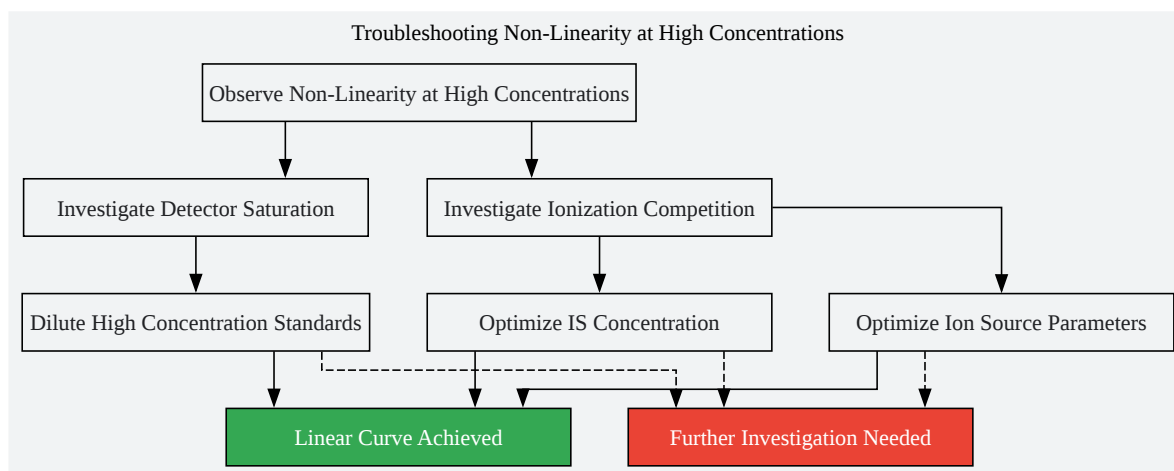 Troubleshooting Non-Linearity at High Concentrations
Observe Non-Linearity at High Concentrations
Investigate Detector Saturation
Investigate Ionization Competition
Dilute High Concentration Standards
Optimize IS Concentration
Optimize Ion Source Parameters
Linear Curve Achieved
Further Investigation Needed